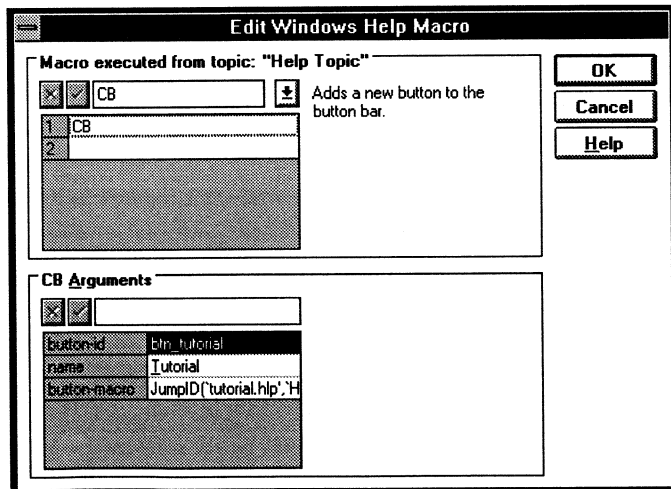 Edit Windows Help Macro
Macro executed from topic: "Help Topic"
CB
Adds a new button to the
button bar.
1 CB
2
OK
Cancel
Help
CB Arguments
button-id btn_tutorial
name Tutorial
button-macro JumpID(`tutorial.hlp',`H